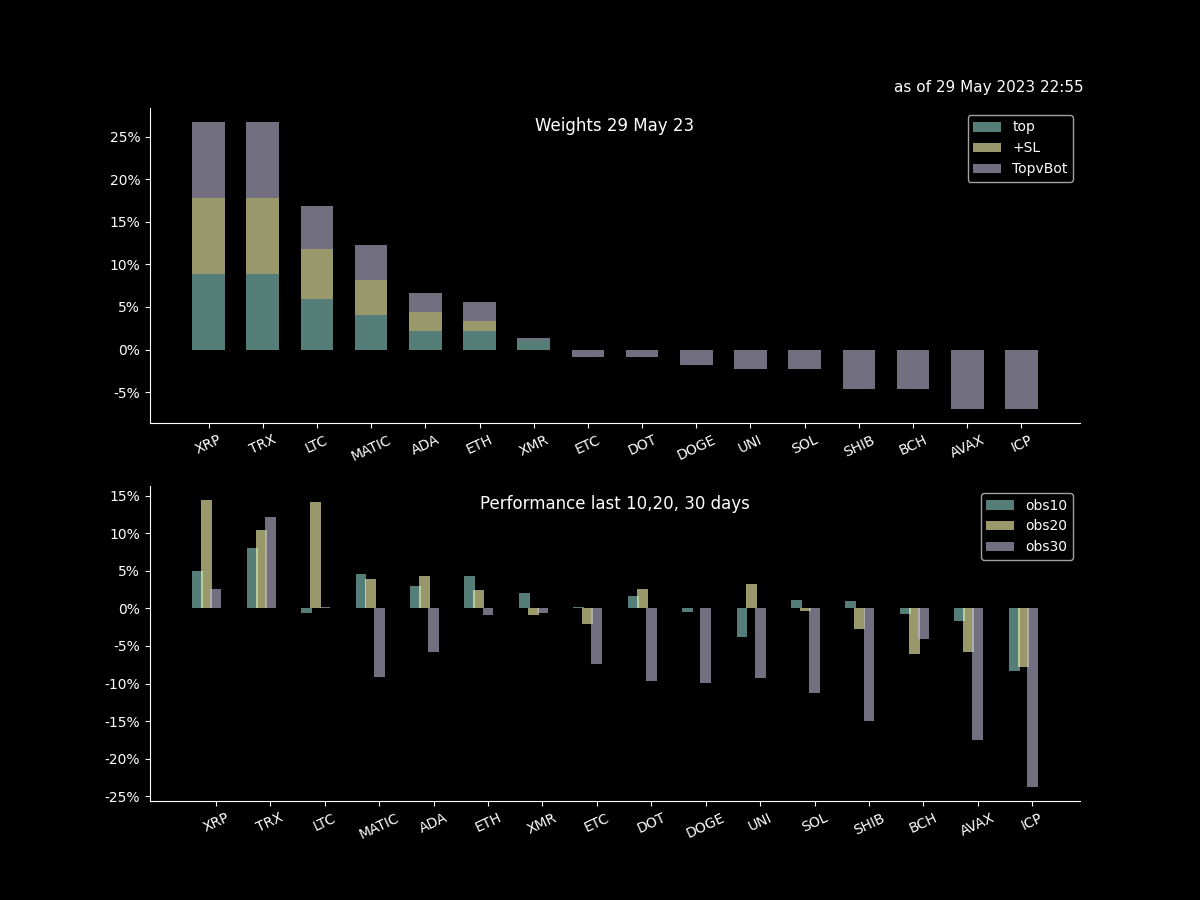 as of 29 May 2023 22:55
Weights 29 May 23
top
+SL
TopvBot
25%
20%
15%
10%
5%
0%
-5%
XRP TRX LTC MATIC ADA ETH XMR ETC DOT DOGE UNI SOL SHIB BCH AVAX ICP
Performance last 10,20, 30 days
obs10
obs20
obs30
15%
10%
5%
0%
-5%
-10%
-15%
-20%
-25%
XRP TRX LTC MATIC ADA ETH XMR ETC DOT DOGE UNI SOL SHIB BCH AVAX ICP